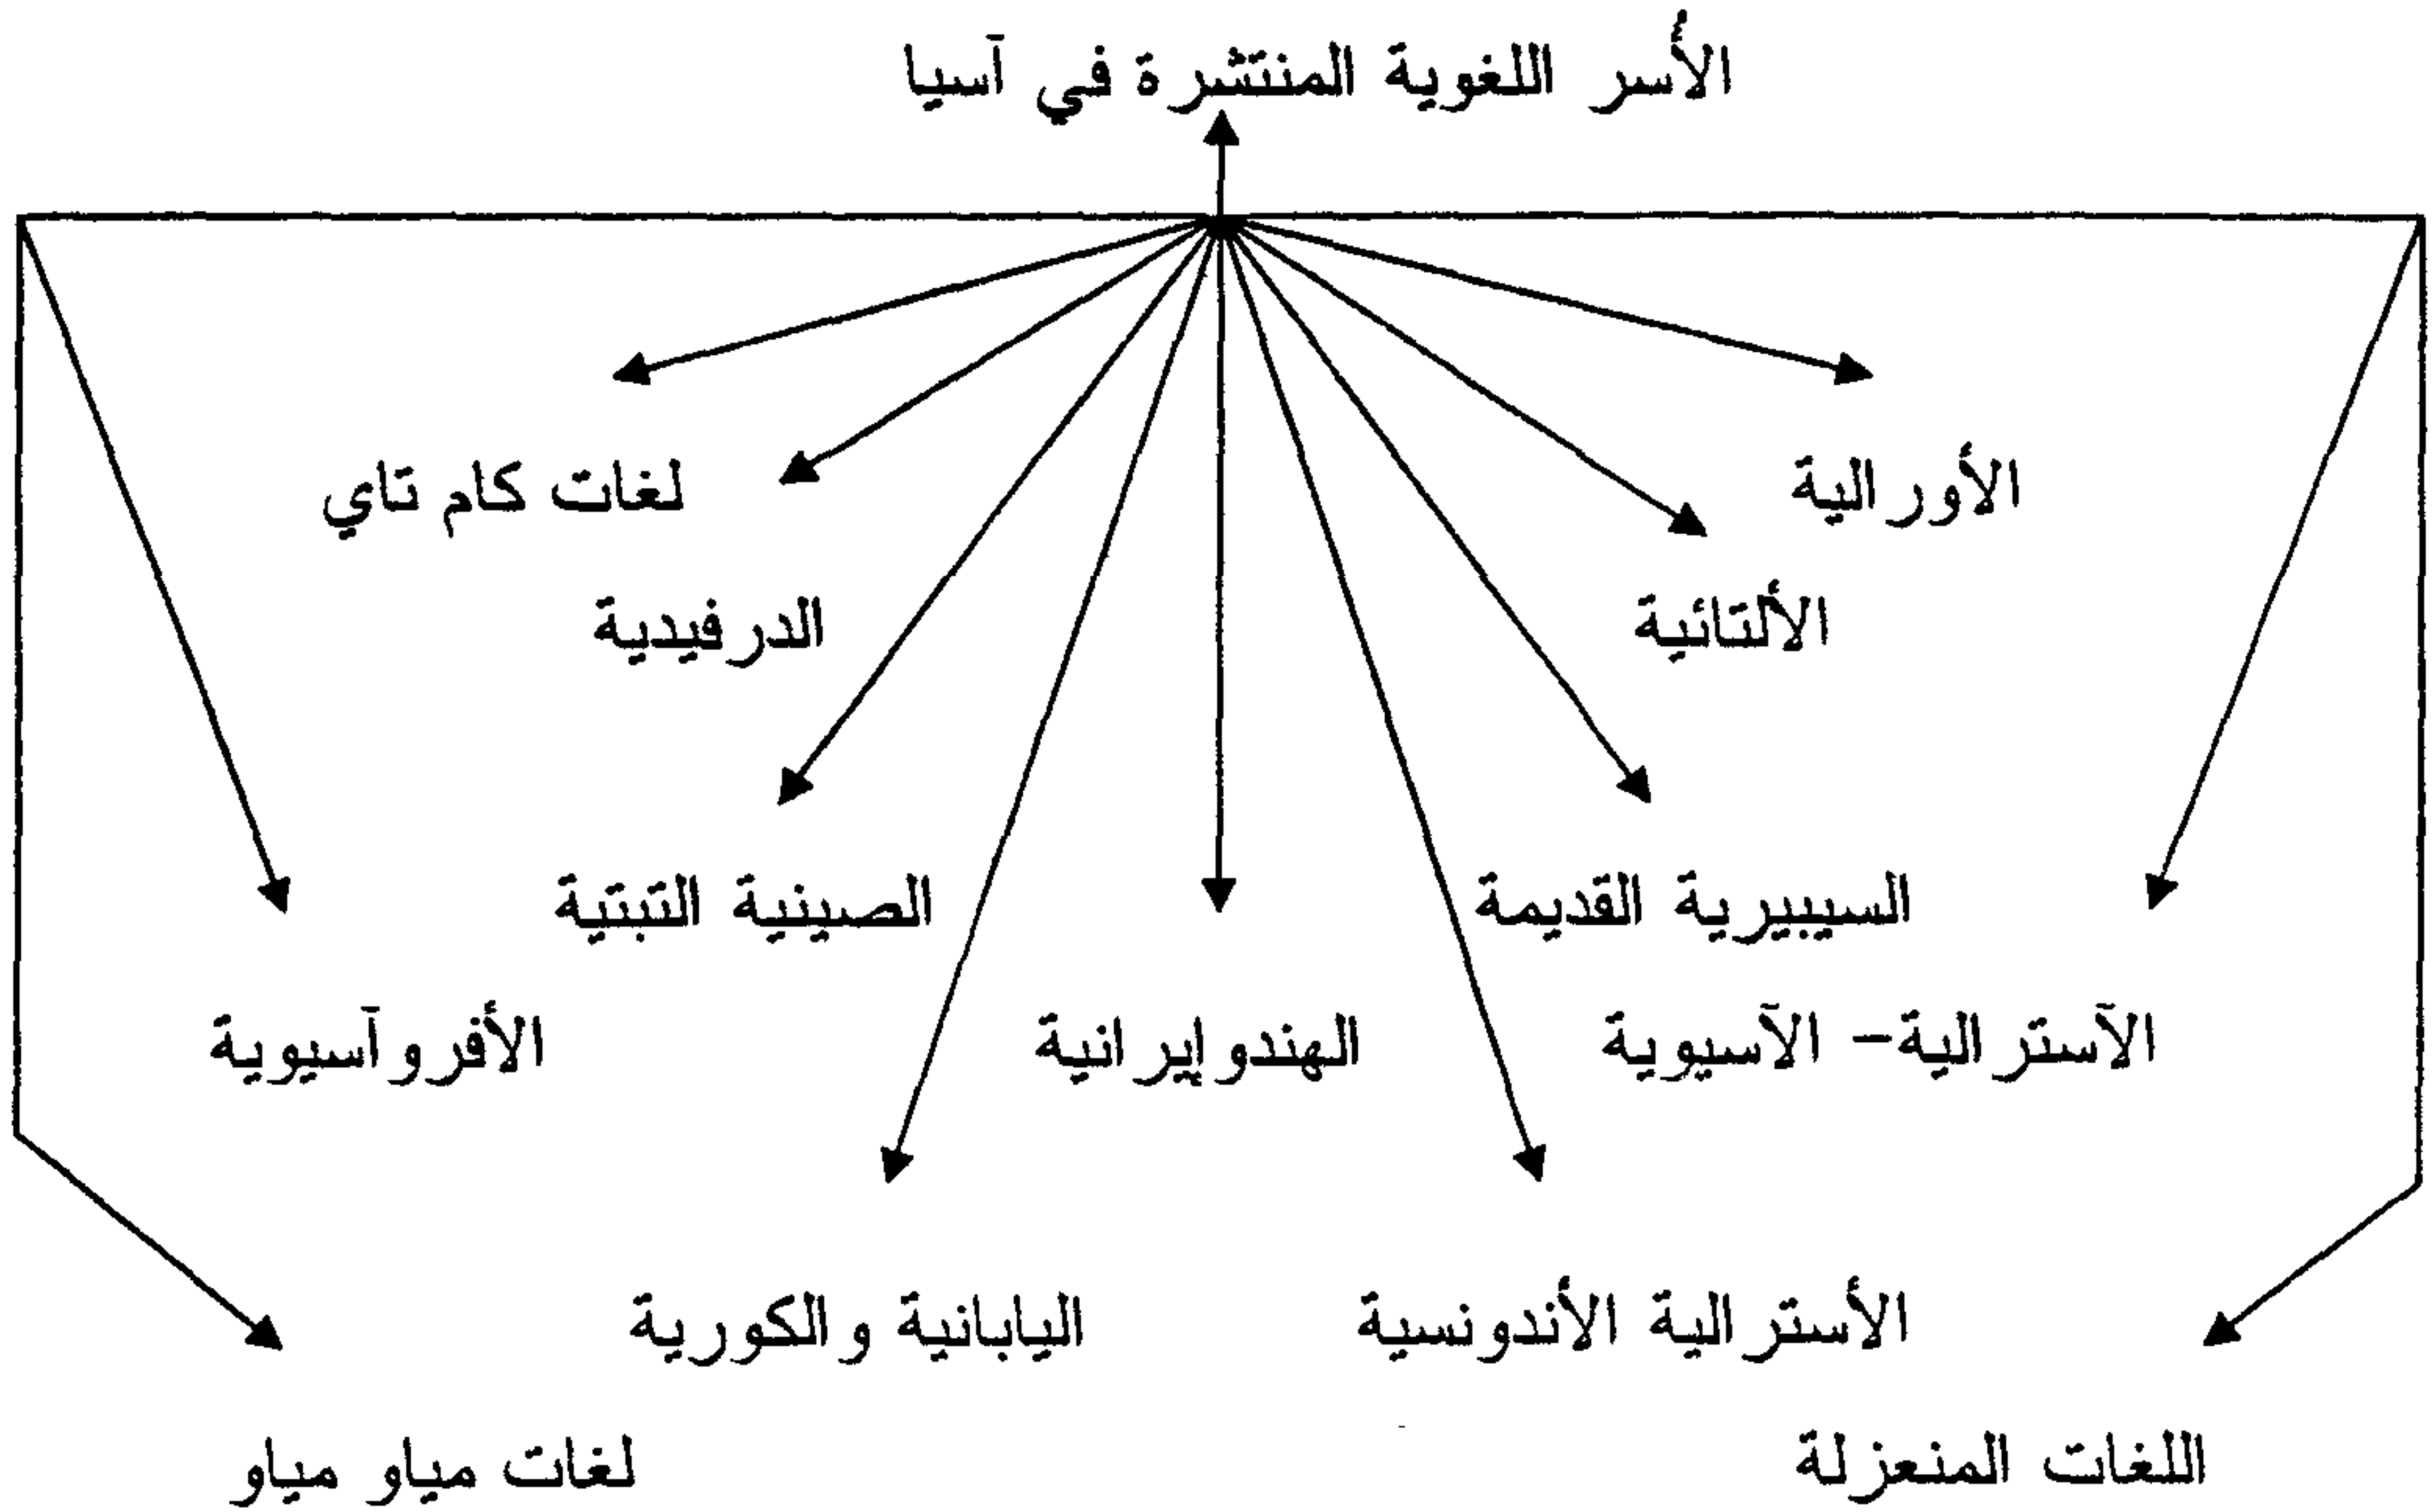 الأسر اللغوية المنتشرة في آسيا
الأورالية
لغات كام تاي
الألتائية
الدرفيدية
السيبيرية القديمة
الصينية التبتية
الآسترالية- الآسيوية
الهندوإيرانية
الأفروآسيوية
الأسترالية الأندونسية
اليابانية والكورية
اللغات المنعزلة
لغات مياو مياو